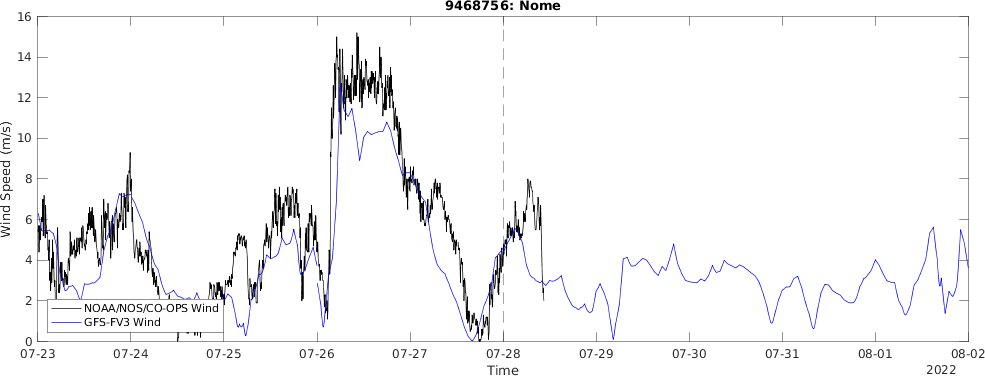 9468756: Nome
16
14
12
10
8
6
4
2
0
Wind Speed (m/s)
NOAA/NOS/CO-OPS Wind
GFS-FV3 Wind
07-23 07-24 07-25 07-26 07-27 07-28 07-29 07-30 07-31 08-01 08-02
Time 2022